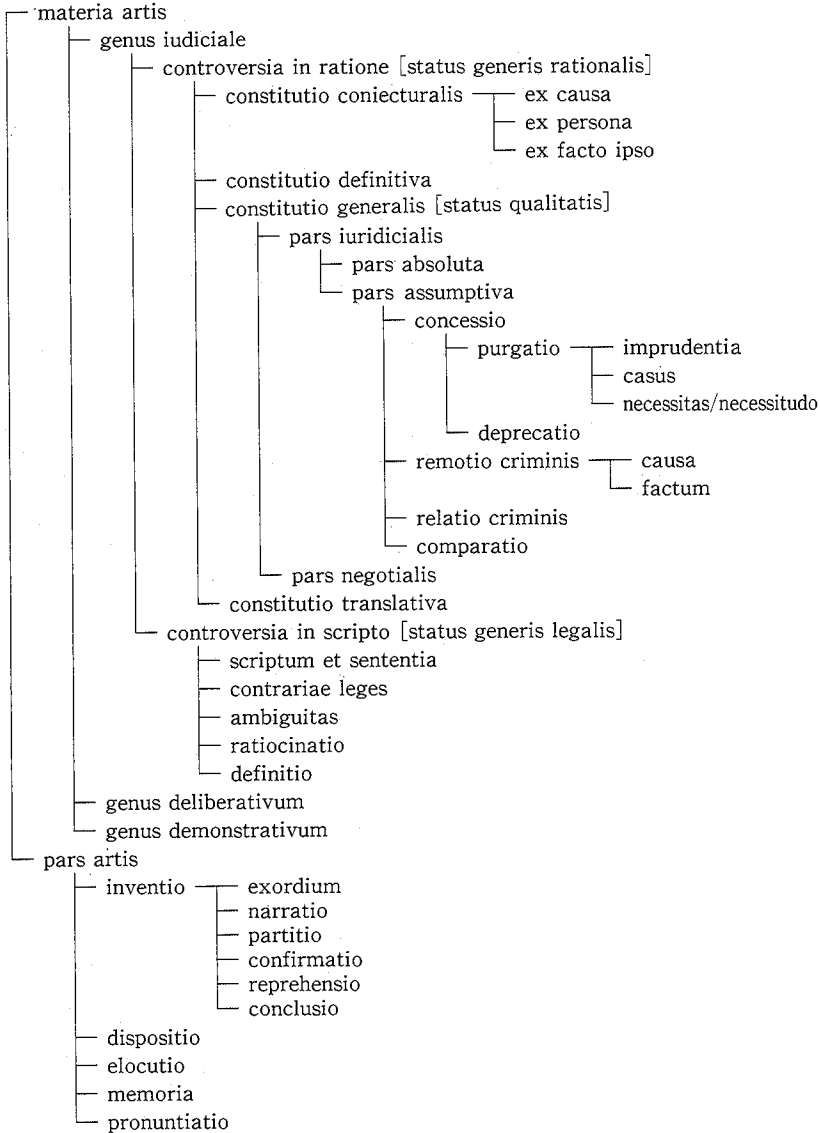 materia artis
genus iudiciale
controversia in ratione [status generis rationalis]
constitutio coniecturalis ex causa
ex persona
ex facto ipso
constitutio definitiva
constitutio generalis [status qualitatis]
pars iuridicialis
pars absoluta
pars assumptiva
concessio
purgatio imprudentia
casus
necessitas/necessitudo
deprecatio
remotio criminis causa
factum
relatio criminis
comparatio
pars negotialis
constitutio translativa
controversia in scripto [status generis legalis]
scriptum et sententia
contrariae leges
ambiguitas
ratiocinatio
definitio
genus deliberativum
genus demonstrativum
pars artis
inventio exordium
narratio
partitio
confirmatio
reprehensio
conclusio
dispositio
elocutio
memoria
pronuntiatio